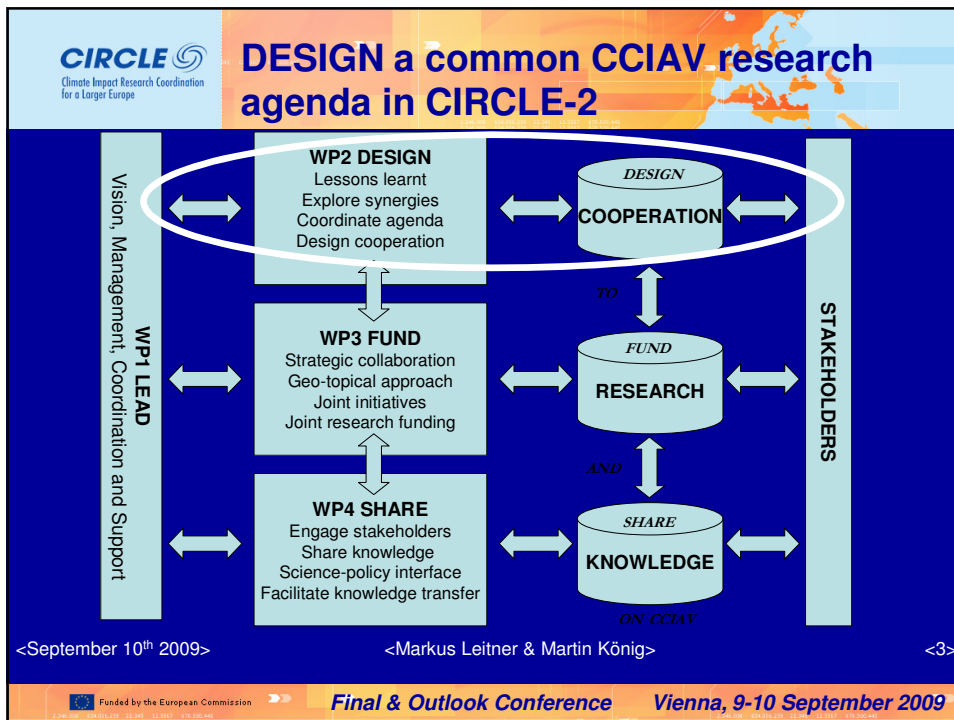 CIRCLE
Climate Impact Research Coordination
for a Larger Europe
DESIGN a common CCIAV research
agenda in CIRCLE-2
WP1 LEAD
Vision, Management, Coordination and Support
WP2 DESIGN
Lessons learnt
Explore synergies
Coordinate agenda
Design cooperation
DESIGN
COOPERATION
TO
WP3 FUND
Strategic collaboration
Geo-topical approach
Joint initiatives
Joint research funding
FUND
RESEARCH
AND
WP4 SHARE
Engage stakeholders
Share knowledge
Science-policy interface
Facilitate knowledge transfer
SHARE
KNOWLEDGE
ON CCIAV
STAKEHOLDERS
<September 10th 2009>
<Markus Leitner & Martin König>
<3>
Funded by the European Commission
Final & Outlook Conference
Vienna, 9-10 September 2009